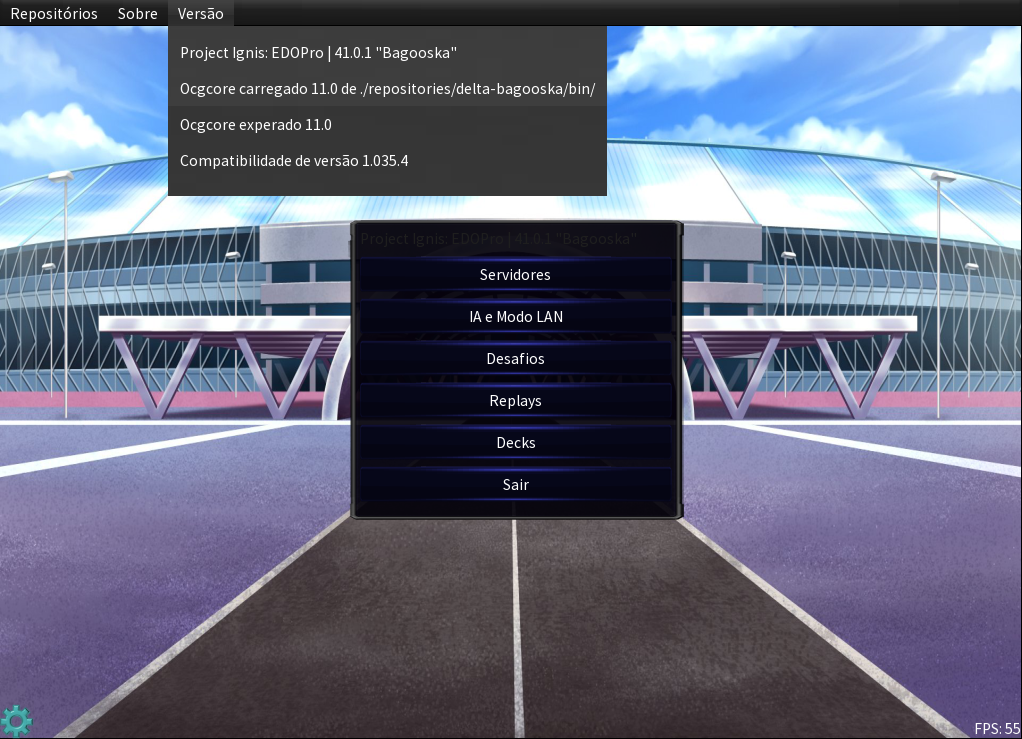 Repositórios Sobre Versão
Project Ignis: EDOPro | 41.0.1 "Bagooska"
Ocgcore carregado 11.0 de ./repositories/delta-bagooska/bin/
Ocgcore experado 11.0
Compatibilidade de versão 1.035.4
Project Ignis: EDOPro | 41.0.1 "Bagooska"
Servidores
IA e Modo LAN
Desafios
Replays
Decks
Sair
FPS: 55